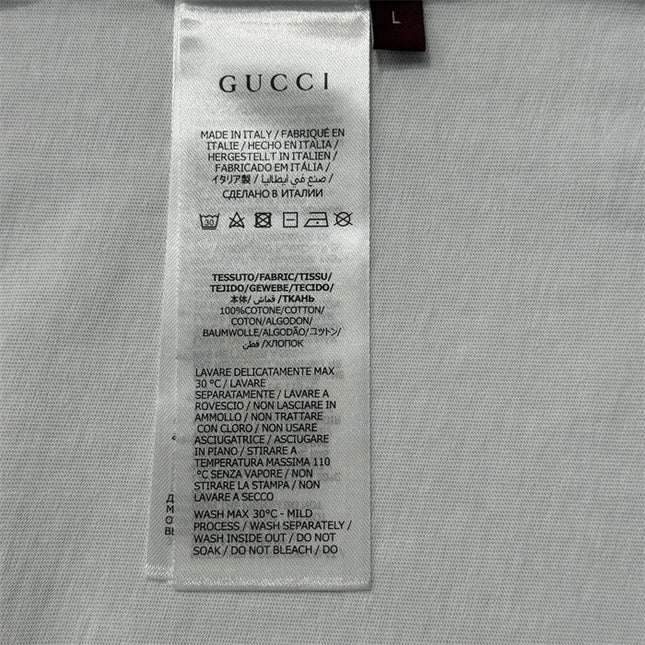 L
GUCCI
MADE IN ITALY / FABRIQUÉ EN
ITALIE / HECHO EN ITALIA /
HERGESTELLT IN ITALIEN /
FABRICADO EM ITÁLIA /
イタリア製 / صنع في ايطاليا /
СДЕЛАНО В ИТАЛИИ
30
TESSUTO/FABRIC/TISSU/
TEJIDO/GEWEBE/TECIDO/
本体/ قماش /ТКАНЬ
100%COTONE/COTTON/
COTON/ALGODON/
BAUMWOLLE/ALGODÃO/コットン/
قطن /ХЛОПОК
LAVARE DELICATAMENTE MAX
30 °C / LAVARE
SEPARATAMENTE / LAVARE A
ROVESCIO / NON LASCIARE IN
AMMOLLO / NON TRATTARE
CON CLORO / NON USARE
ASCIUGATRICE / ASCIUGARE
IN PIANO / STIRARE A
TEMPERATURA MASSIMA 110
°C SENZA VAPORE / NON
STIRARE LA STAMPA / NON
LAVARE A SECCO
WASH MAX 30°C - MILD
PROCESS / WASH SEPARATELY /
WASH INSIDE OUT / DO NOT
SOAK / DO NOT BLEACH / DO